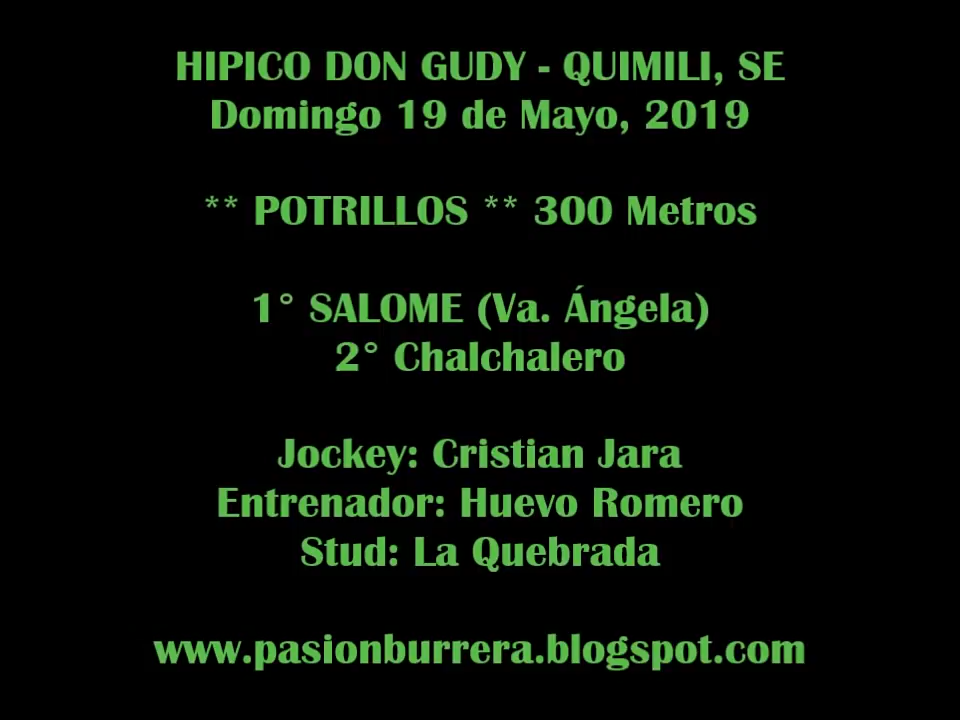 HIPICO DON GUDY - QUIMILI, SE
Domingo 19 de Mayo, 2019
** POTRILLOS ** 300 Metros
1° SALOME (Va. Ángela)
2° Chalchalero
Jockey: Cristian Jara
Entrenador: Huevo Romero
Stud: La Quebrada
www.pasionburrera.blogspot.com